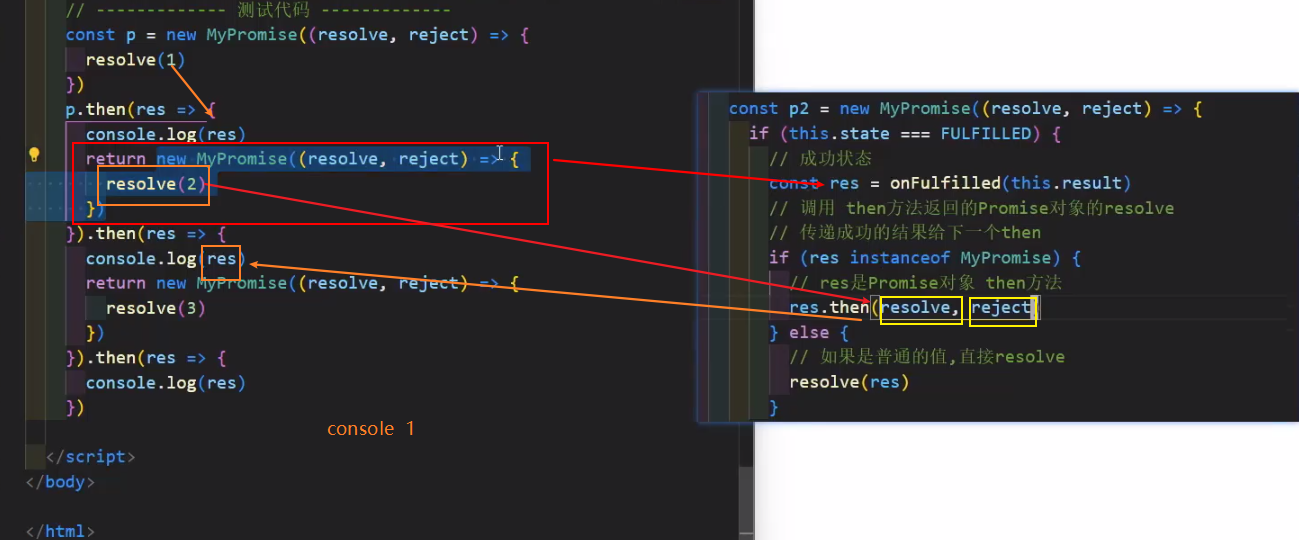 // ------------- 测试代码 -------------
const p = new MyPromise((resolve, reject) => {
resolve(1)
})
p.then(res => {
console.log(res)
return new MyPromise((resolve, reject) => {
resolve(2)
})
}).then(res => {
console.log(res)
return new MyPromise((resolve, reject) => {
resolve(3)
})
}).then(res => {
console.log(res)
})
console 1
</script>
</body>
</html>
const p2 = new MyPromise((resolve, reject) => {
if (this.state === FULFILLED) {
// 成功状态
const res = onFulfilled(this.result)
// 调用 then方法返回的Promise对象的resolve
// 传递成功的结果给下一个then
if (res instanceof MyPromise) {
// res是Promise对象 then方法
res.then(resolve, reject)
} else {
// 如果是普通的值,直接resolve
resolve(res)
}